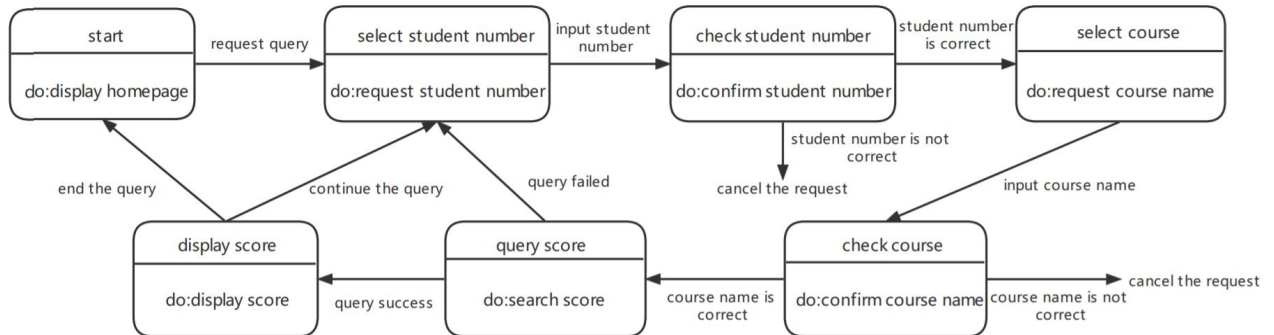 start
do:display homepage
request query
select student number
do:request student number
input student
number
check student number
do:confirm student number
student number
is correct
select course
do:request course name
student number is not
correct
cancel the request
end the query
continue the query
query failed
input course name
display score
do:display score
query success
query score
do:search score
course name is
correct
check course
do:confirm course name
course name is not
correct
cancel the request